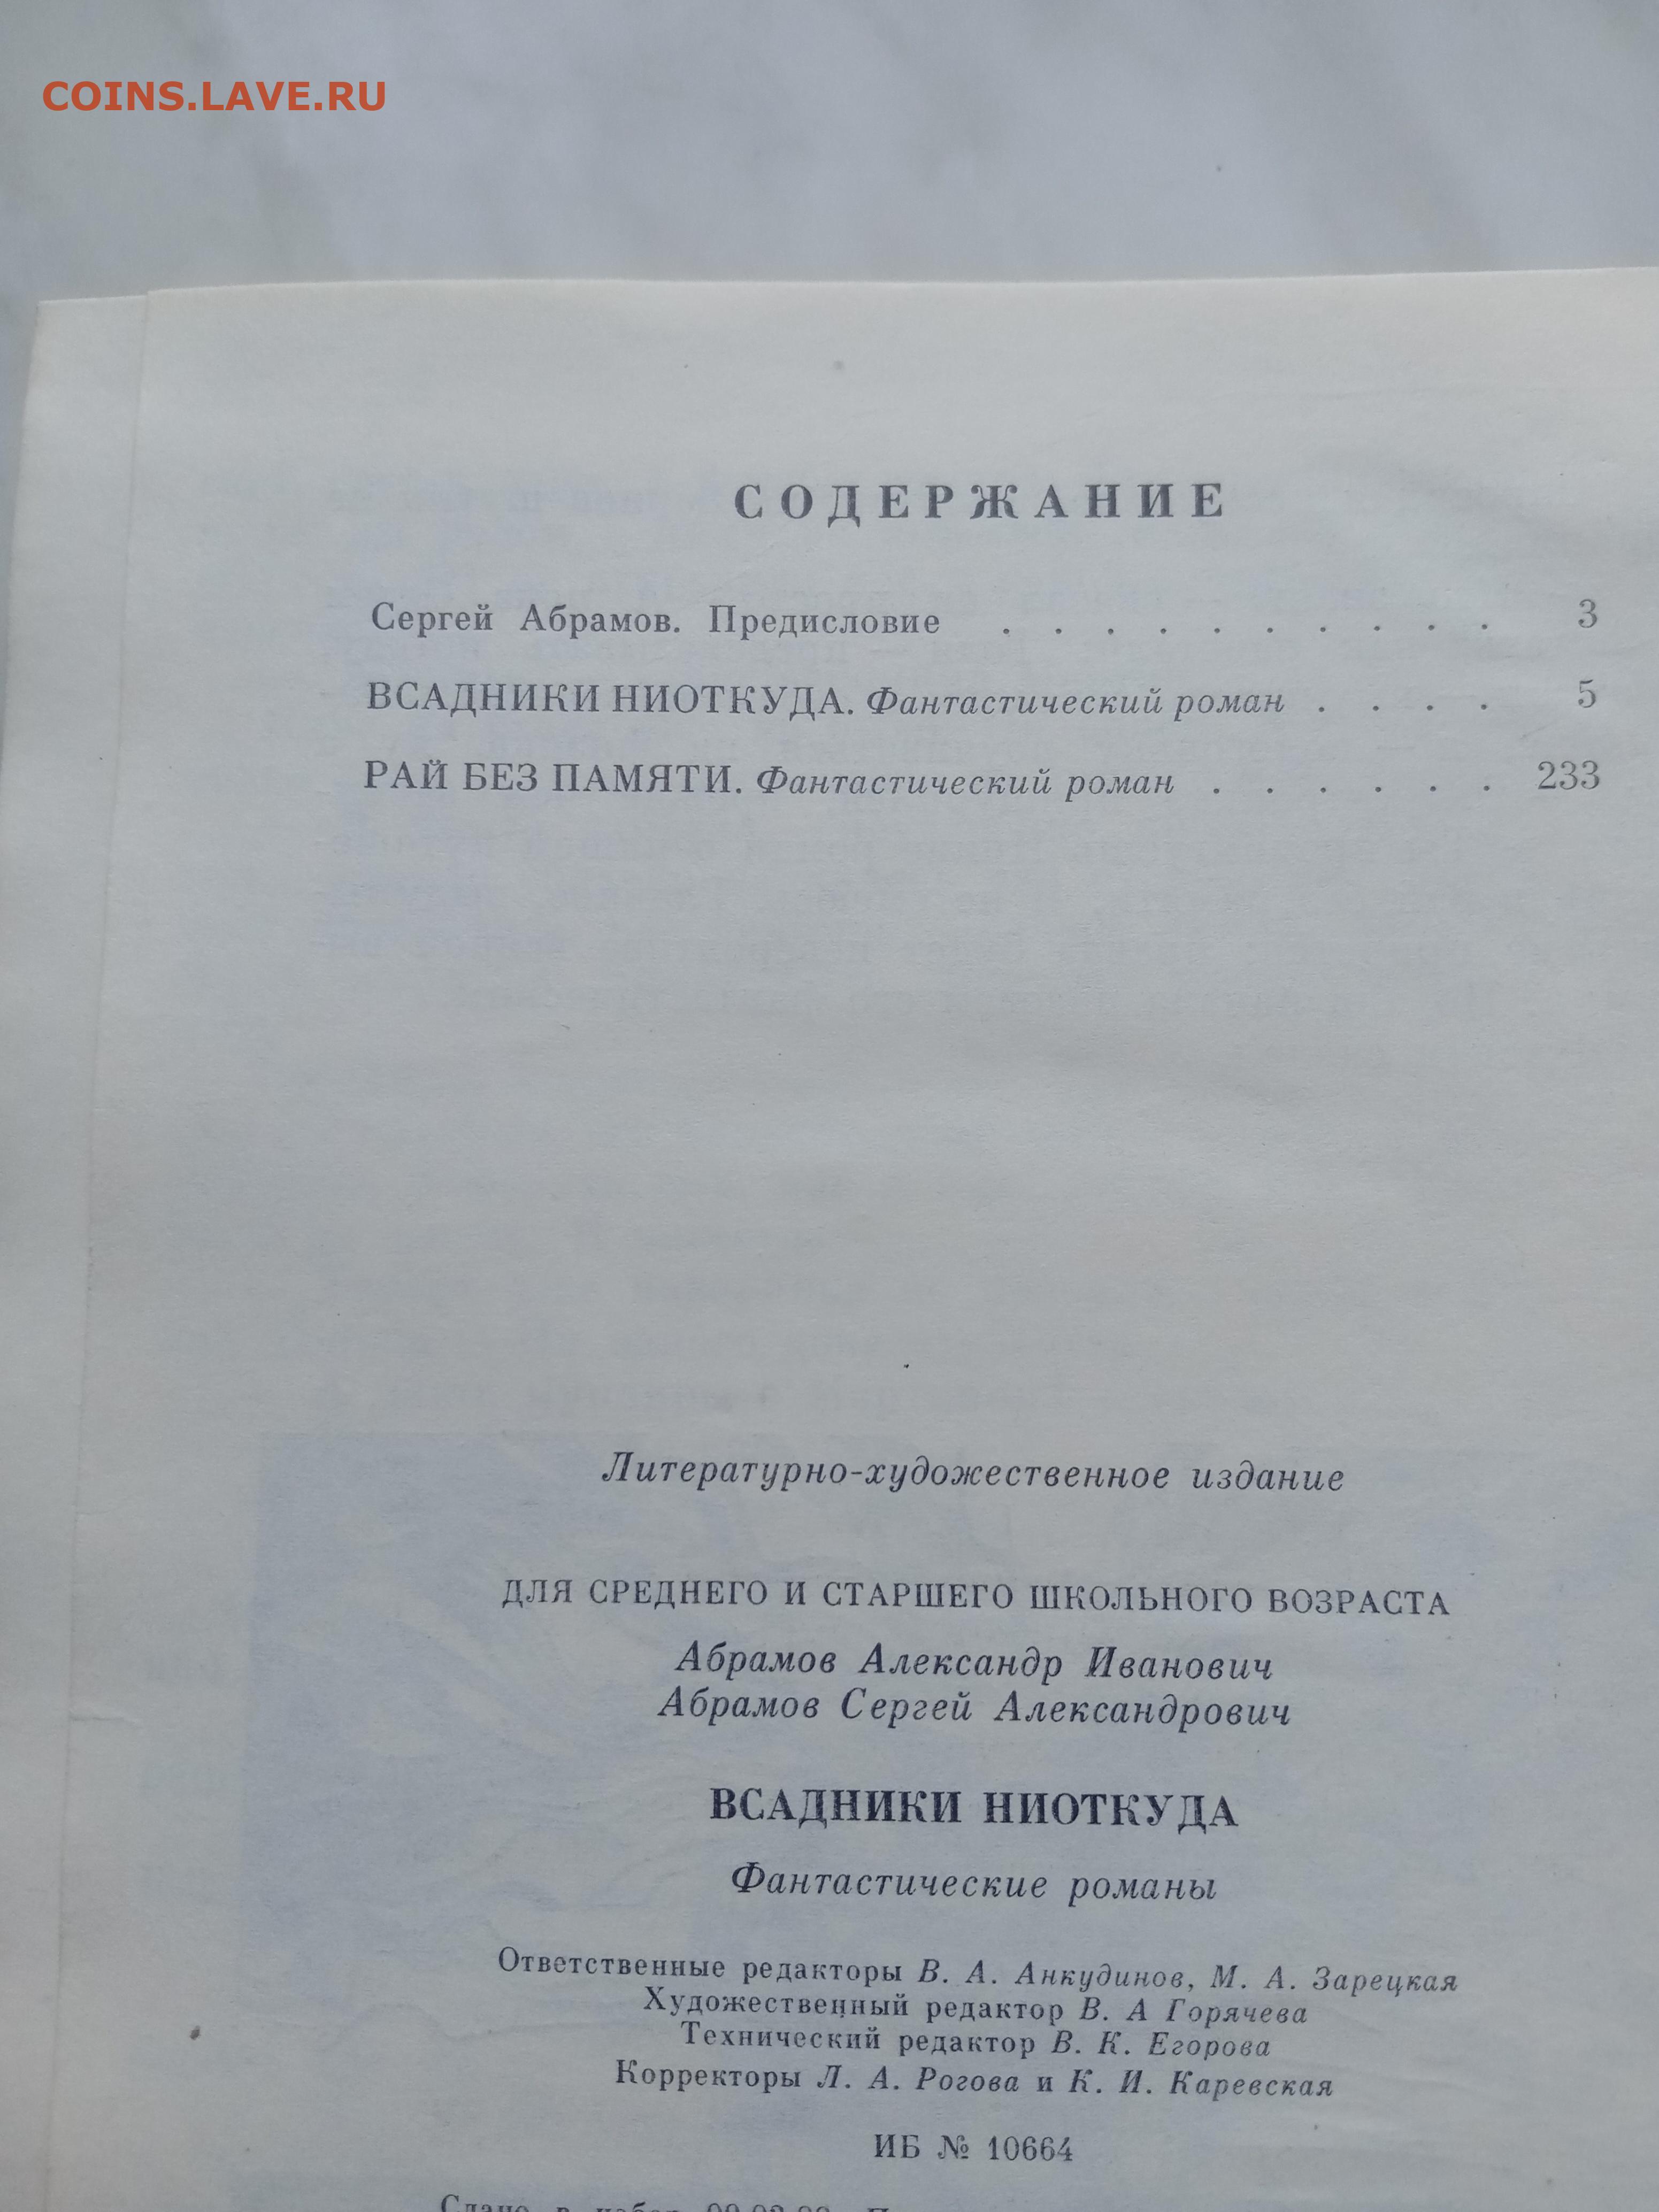 COINS.LAVE.RU
СОДЕРЖАНИЕ
Сергей Абрамов. Предисловие . . . . . . . . . . 3
ВСАДНИКИ НИОТКУДА. Фантастический роман . . . . 5
РАЙ БЕЗ ПАМЯТИ. Фантастический роман . . . . . . 233
Литературно-художественное издание
ДЛЯ СРЕДНЕГО И СТАРШЕГО ШКОЛЬНОГО ВОЗРАСТА
Абрамов Александр Иванович
Абрамов Сергей Александрович
ВСАДНИКИ НИОТКУДА
Фантастические романы
Ответственные редакторы В. А. Анкудинов, М. А. Зарецкая
Художественный редактор В. А Горячева
Технический редактор В. К. Егорова
Корректоры Л. А. Рогова и К. И. Каревская
ИБ № 10664